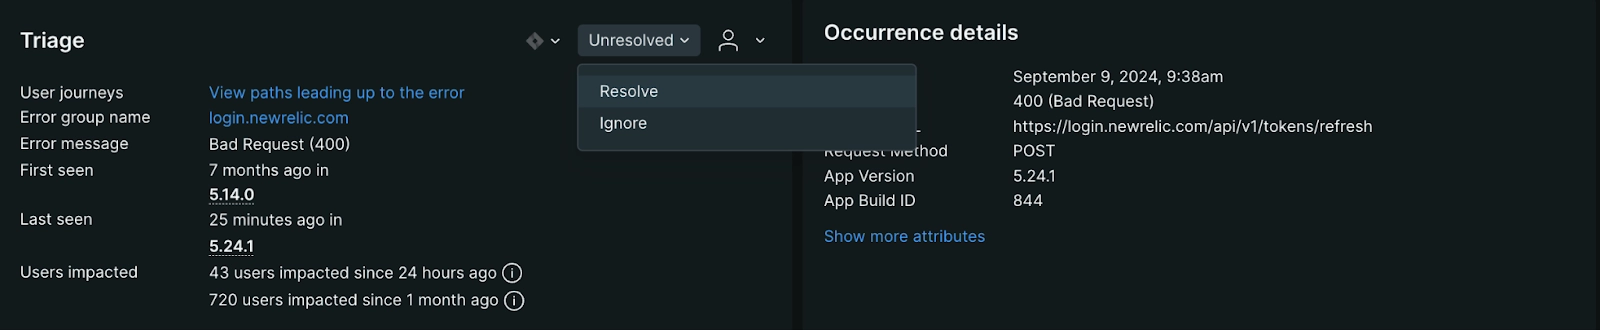 Triage
Unresolved
Resolve
Ignore
User journeys View paths leading up to the error
Error group name login.newrelic.com
Error message Bad Request (400)
First seen 7 months ago in
5.14.0
Last seen 25 minutes ago in
5.24.1
Users impacted 43 users impacted since 24 hours ago
720 users impacted since 1 month ago
Occurrence details
September 9, 2024, 9:38am
400 (Bad Request)
https://login.newrelic.com/api/v1/tokens/refresh
Request Method POST
App Version 5.24.1
App Build ID 844
Show more attributes